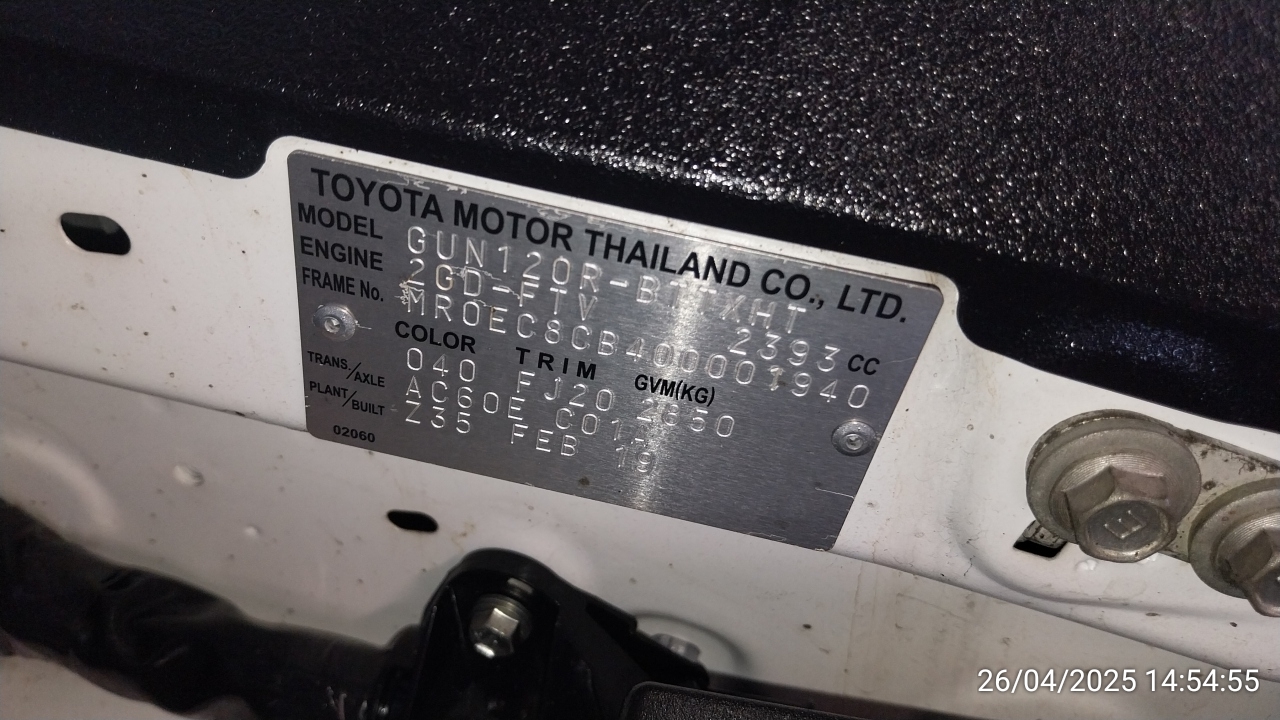 TOYOTA MOTOR THAILAND CO., LTD.
MODEL GUN120R-BTTXHT
ENGINE 2GD-FTV 2393 CC
FRAME No. MR0EC8CB400001940
COLOR TRIM GVM(KG)
040 FJ20 2650
TRANS/AXLE AC60E
PLANT/BUILT Z35 FEB 19
02060
26/04/2025 14:54:55